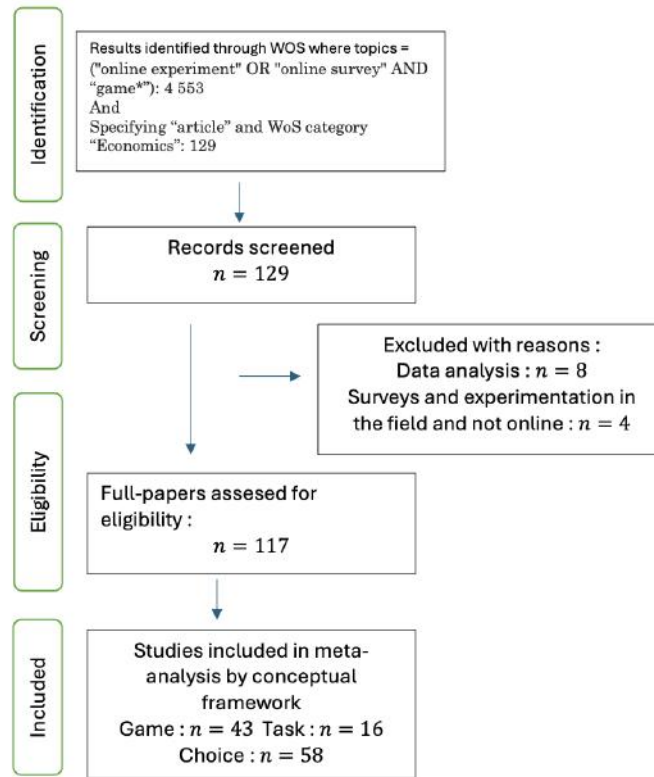 Identification
Results identified through WOS where topics =
("online experiment" OR "online survey" AND
"game*"): 4 553
And
Specifying "article" and WoS category
"Economics": 129
Screening
Records screened
n = 129
Excluded with reasons :
Data analysis : n = 8
Surveys and experimentation in
the field and not online : n = 4
Eligibility
Full-papers assesed for
eligibility :
n = 117
Included
Studies included in meta-
analysis by conceptual
framework
Game : n = 43 Task : n = 16
Choice : n = 58